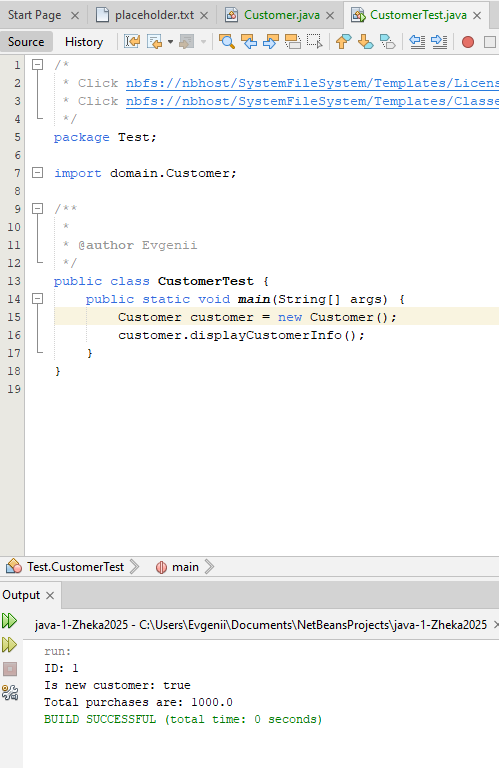 Start Page
placeholder.txt
Customer.java
CustomerTest.java
Source
History
1 /*
2 * Click nbfs://nbhost/SystemFileSystem/Templates/Licens
3 * Click nbfs://nbhost/SystemFileSystem/Templates/Classe
4 */
5 package Test;
6
7 import domain.Customer;
8
9 /**
10 *
11 * @author Evgenii
12 */
13 public class CustomerTest {
14 public static void main(String[] args) {
15 Customer customer = new Customer();
16 customer.displayCustomerInfo();
17 }
18 }
19
Test.CustomerTest
main
Output
java-1-Zheka2025 - C:\Users\Evgenii\Documents\NetBeansProjects\java-1-Zheka2025
run:
ID: 1
Is new customer: true
Total purchases are: 1000.0
BUILD SUCCESSFUL (total time: 0 seconds)